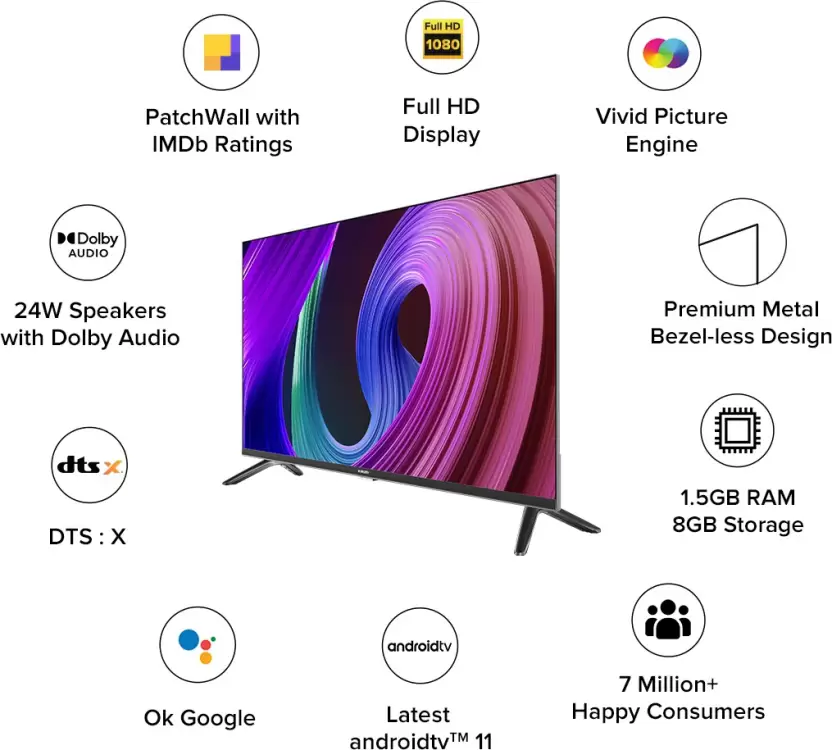 Full HD
1080
PatchWall with
IMDb Ratings
Full HD
Display
Vivid Picture
Engine
Dolby
AUDIO
24W Speakers
with Dolby Audio
Premium Metal
Bezel-less Design
dts x
DTS : X
1.5GB RAM
8GB Storage
Ok Google
androidtv
Latest
androidtv™ 11
7 Million+
Happy Consumers